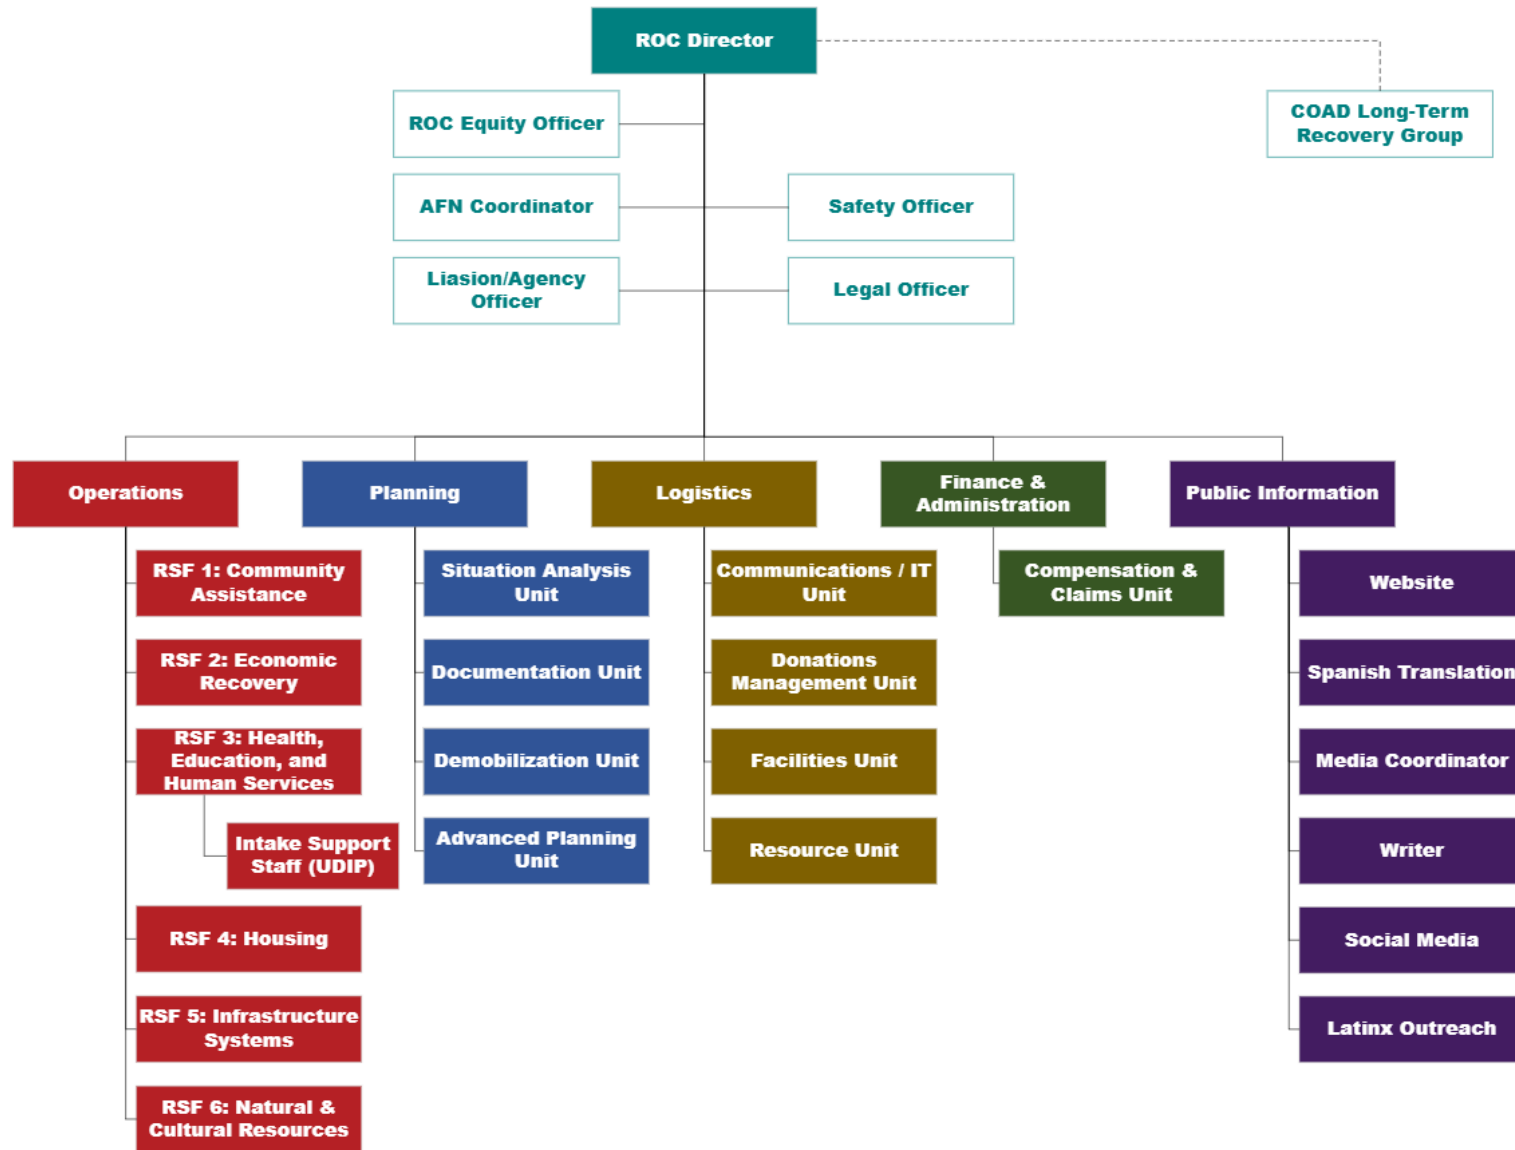 ROC Director
ROC Equity Officer
COAD Long-Term
Recovery Group
AFN Coordinator
Safety Officer
Liasion/Agency
Officer
Legal Officer
Operations
Planning
Logistics
Finance &
Administration
Public Information
RSF 1: Community
Assistance
RSF 2: Economic
Recovery
RSF 3: Health,
Education, and
Human Services
Intake Support
Staff (UDIP)
RSF 4: Housing
RSF 5: Infrastructure
Systems
RSF 6: Natural &
Cultural Resources
Situation Analysis
Unit
Documentation Unit
Demobilization Unit
Advanced Planning
Unit
Communications / IT
Unit
Donations
Management Unit
Facilities Unit
Resource Unit
Compensation &
Claims Unit
Website
Spanish Translation
Media Coordinator
Writer
Social Media
Latinx Outreach